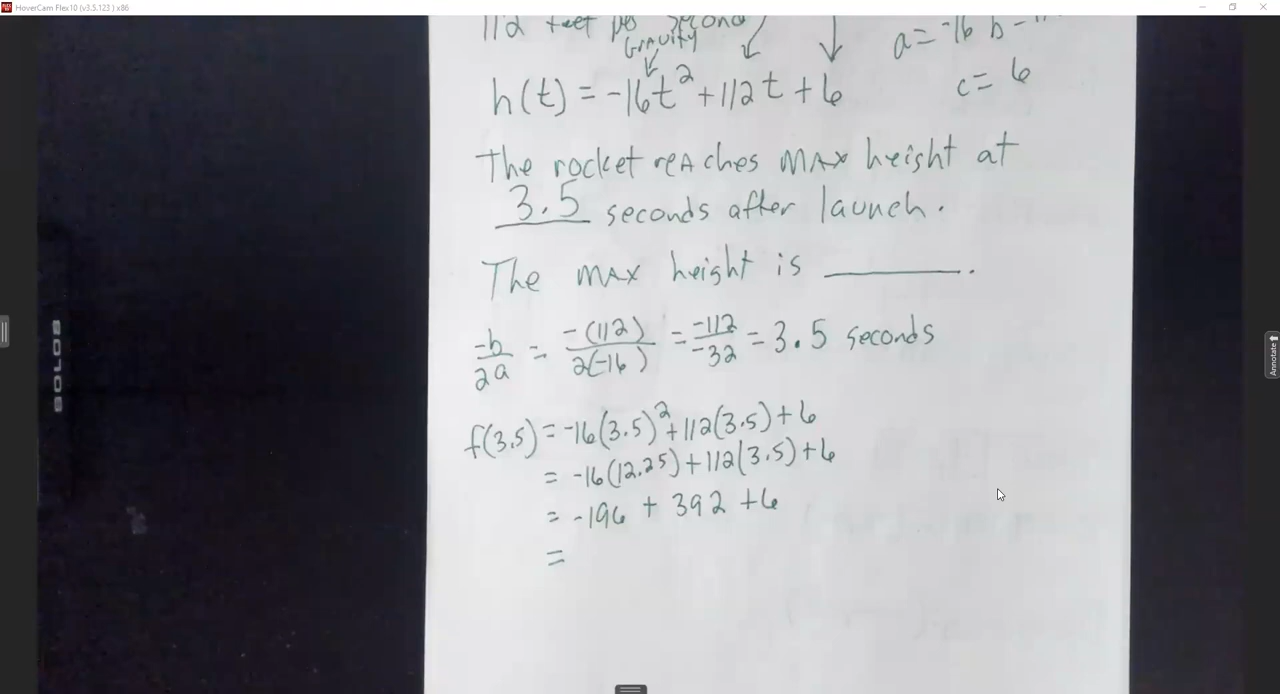 HoverCam Flex10 (v3.5.123) x86
112 feet per second
Gravity
a = -16 b
h(t) = -16t² + 112t + 6
c = 6
The rocket reaches MAX height at
3.5 seconds after launch.
The MAX height is ________.
-b/2a = -(112)/2(-16) = -112/-32 = 3.5 seconds
f(3.5) = -16(3.5)² + 112(3.5) + 6
= -16(12.25) + 112(3.5) + 6
= -196 + 392 + 6
=
SOLO8
Annotate